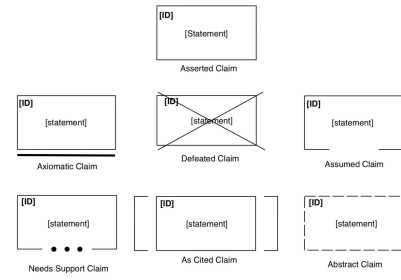 [ID]
[Statement]
Asserted Claim
[ID]
[statement]
Axiomatic Claim
[ID]
[statement]
Defeated Claim
[ID]
[statement]
Assumed Claim
[ID]
[statement]
Needs Support Claim
[ID]
[statement]
As Cited Claim
[ID]
[statement]
Abstract Claim